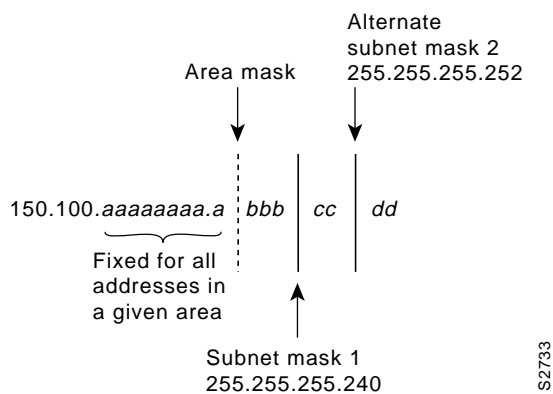 Alternate
subnet mask 2
255.255.255.252
Area mask
150.100.aaaaaaaa.a bbb cc dd
Fixed for all
addresses in
a given area
Subnet mask 1
255.255.255.240
S2733